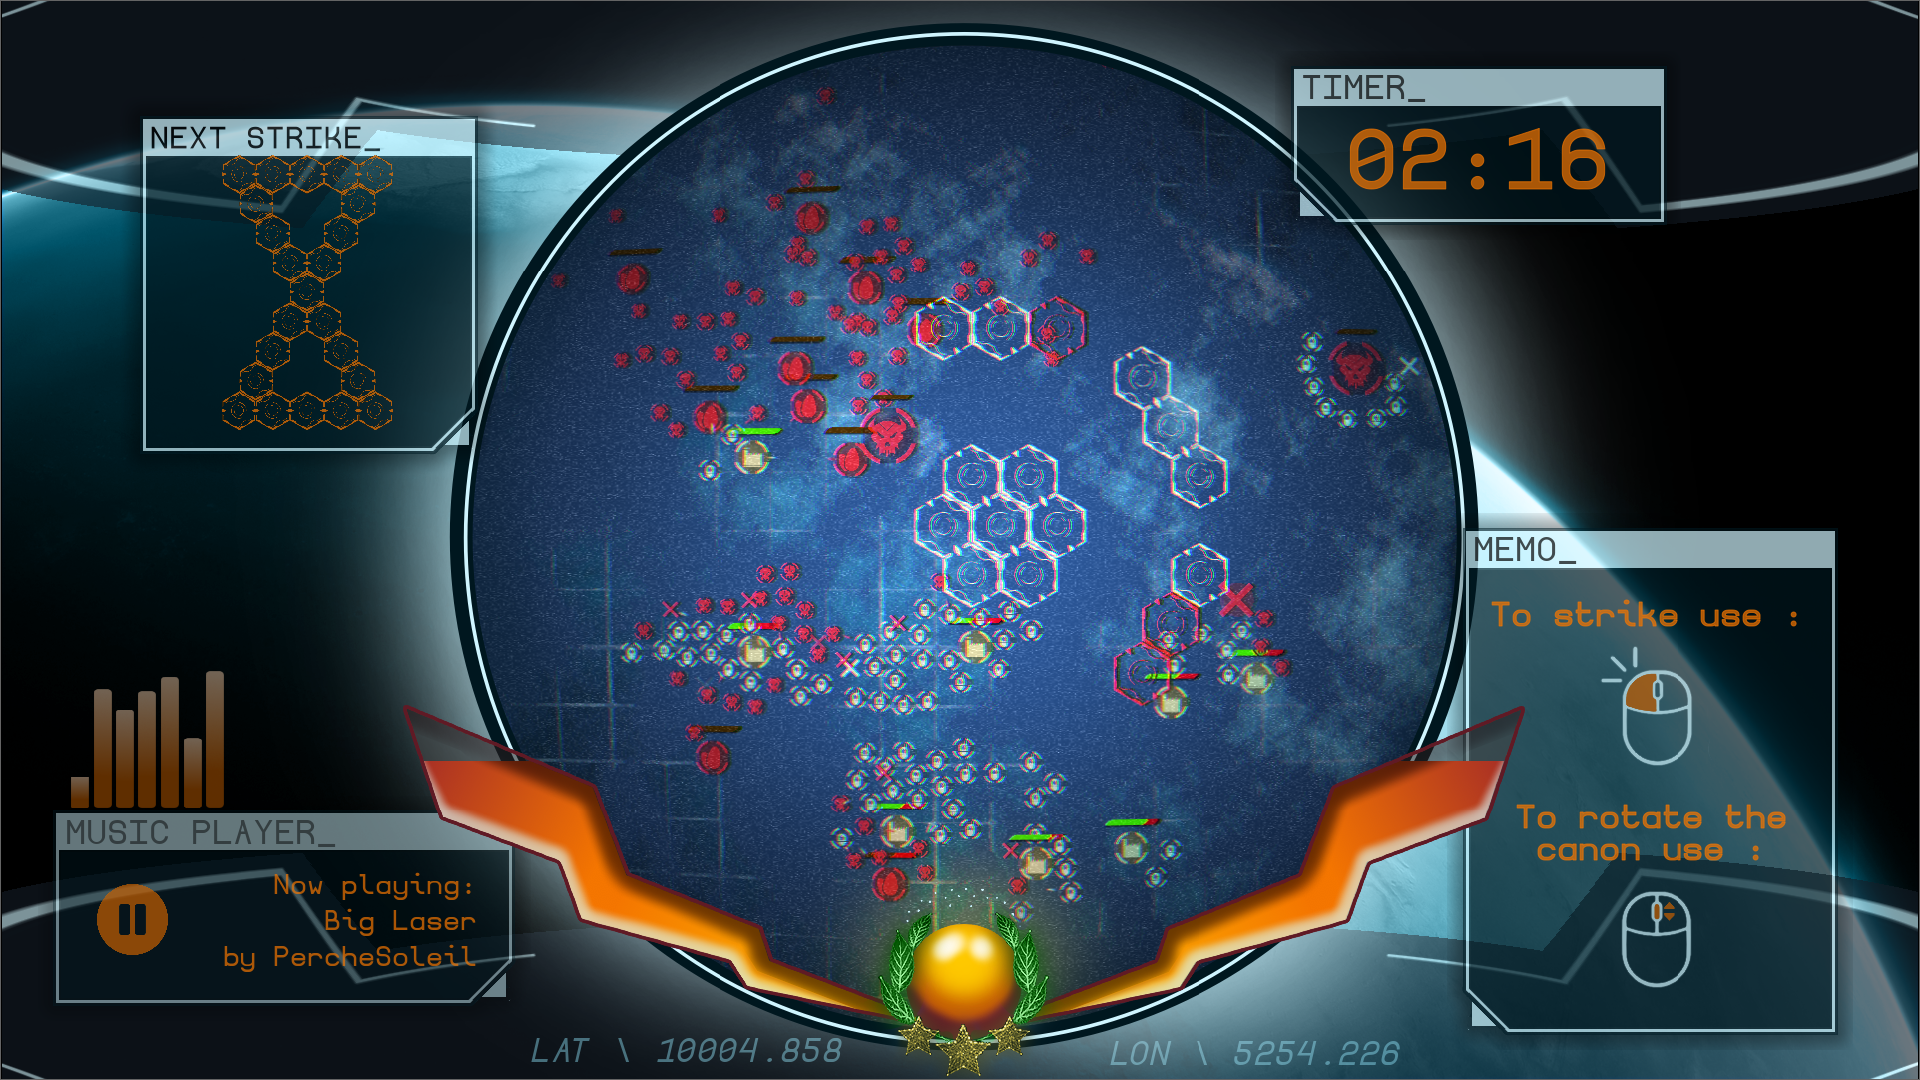 NEXT STRIKE_
TIMER_
02:16
MEMO_
To strike use :
To rotate the
canon use :
MUSIC PLAYER_
Now playing:
Big Laser
by PercheSoleil
LAT \ 10004.858
LON \ 5254.226